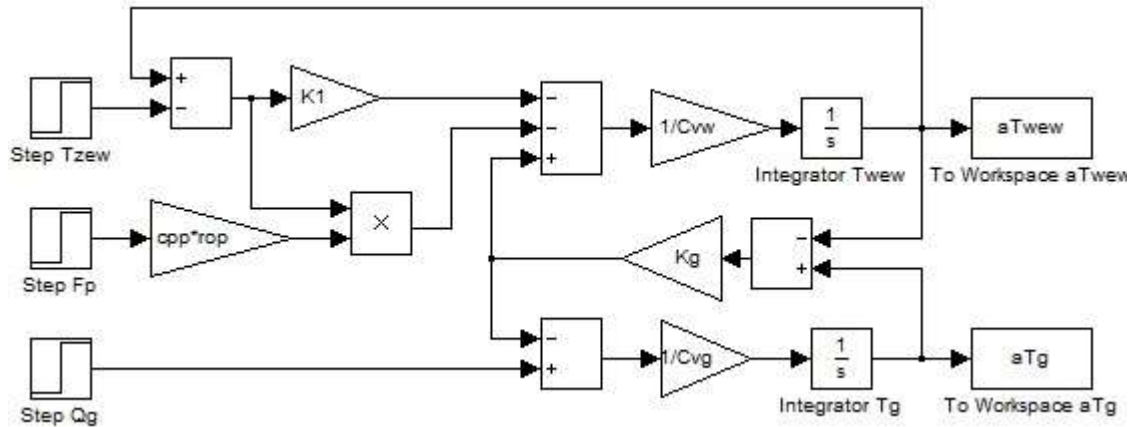 +
−
K1
Step Tzew
−
−
+
1/Cvw
1
s
Integrator Twew
aTwew
To Workspace aTwew
Step Fp
cpp*rop
×
Kg
−
+
Step Qg
−
+
1/Cvg
1
s
Integrator Tg
aTg
To Workspace aTg